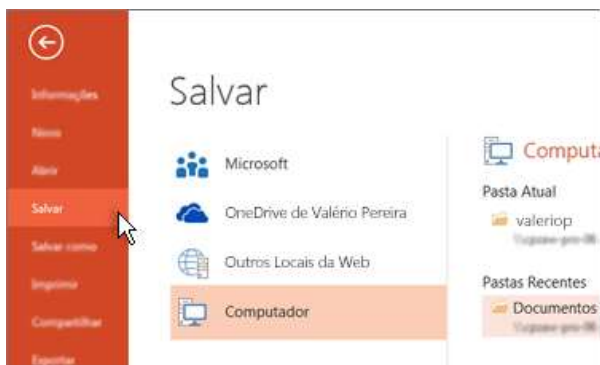 Informações
Novo
Abrir
Salvar
Salvar como
Imprimir
Compartilhar
Exportar
Salvar
Microsoft
OneDrive de Valério Pereira
Outros Locais da Web
Computador
Computa
Pasta Atual
valeriop
Pastas Recentes
Documentos